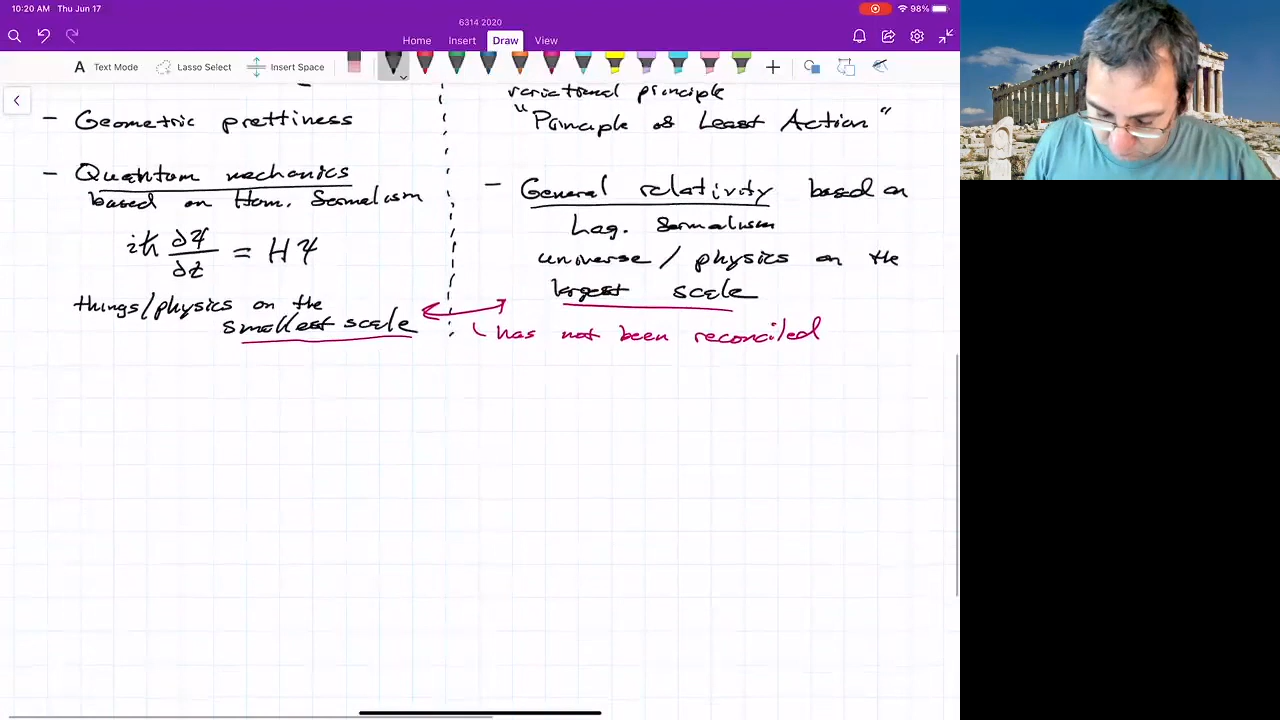 10:20 AM Thu Jun 17
98%
6314 2020
Home Insert Draw View
Text Mode Lasso Select Insert Space
- Geometric prettiness
- Quantum mechanics
based on Ham. formalism
iħ ∂Ψ/∂t = HΨ
things/physics on the
smallest scale
variational principle
"Principle of Least Action"
- General relativity based on
Lag. formalism
universe / physics on the
largest scale
has not been reconciled